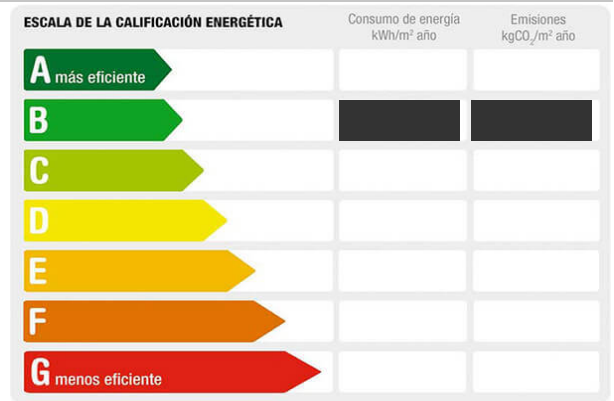 ESCALA DE LA CALIFICACIÓN ENERGÉTICA
Consumo de energía
kWh/m² año
Emisiones
kgCO₂/m² año
A más eficiente
B
C
D
E
F
G menos eficiente